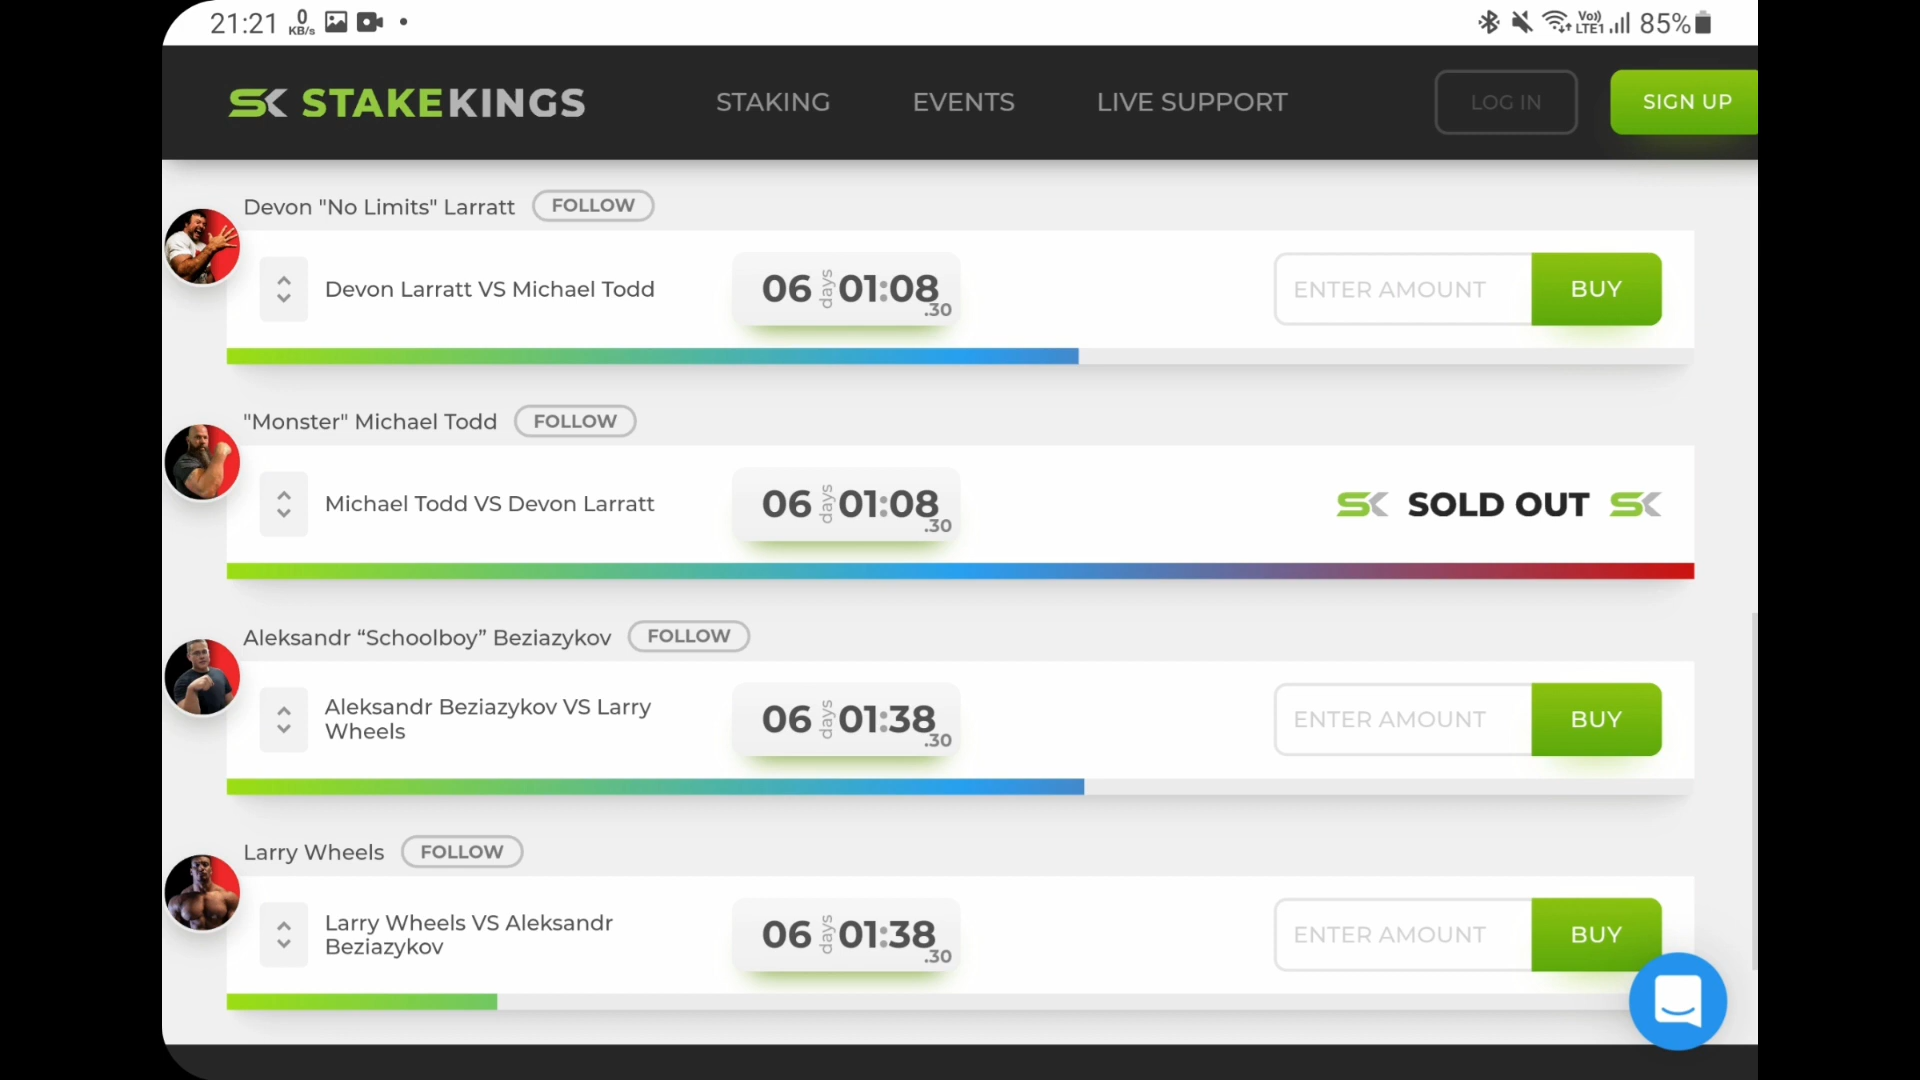 21:21 0 KB/s Vo)) LTE1 85%
SK STAKEKINGS STAKING EVENTS LIVE SUPPORT LOG IN SIGN UP
Devon "No Limits" Larratt FOLLOW
Devon Larratt VS Michael Todd 06 days 01:08 .30 ENTER AMOUNT BUY
"Monster" Michael Todd FOLLOW
Michael Todd VS Devon Larratt 06 days 01:08 .30 SK SOLD OUT SK
Aleksandr “Schoolboy” Beziazykov FOLLOW
Aleksandr Beziazykov VS Larry
Wheels
06 days 01:38 .30 ENTER AMOUNT BUY
Larry Wheels FOLLOW
Larry Wheels VS Aleksandr
Beziazykov
06 days 01:38 .30 ENTER AMOUNT BUY